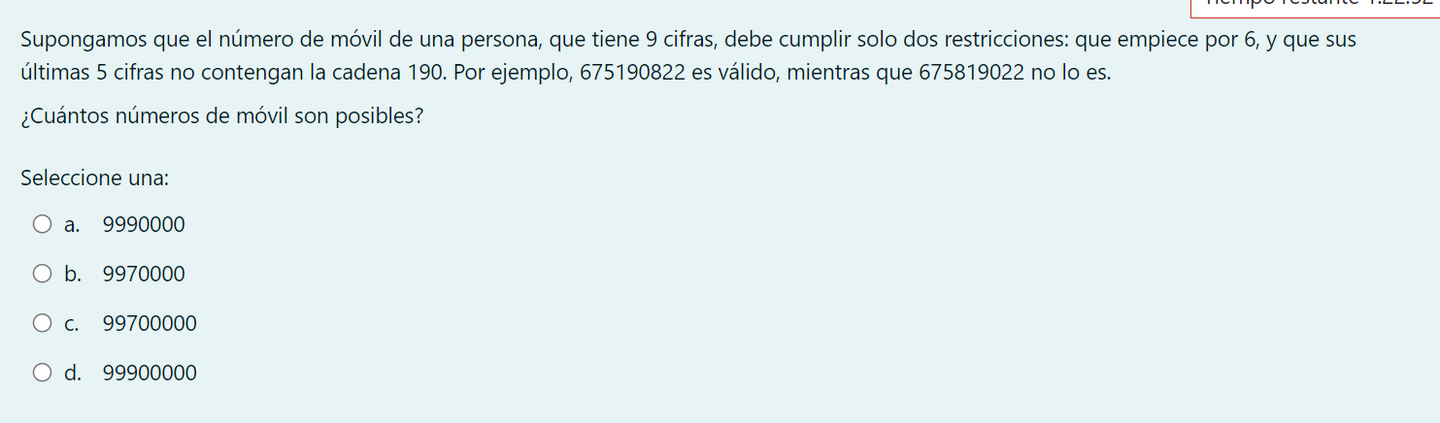 Supongamos que el número de móvil de una persona, que tiene 9 cifras, debe cumplir solo dos restricciones: que empiece por 6, y que sus
últimas 5 cifras no contengan la cadena 190. Por ejemplo, 675190822 es válido, mientras que 675819022 no lo es.
¿Cuántos números de móvil son posibles?
Seleccione una:
a. 9990000
b. 9970000
c. 99700000
d. 99900000